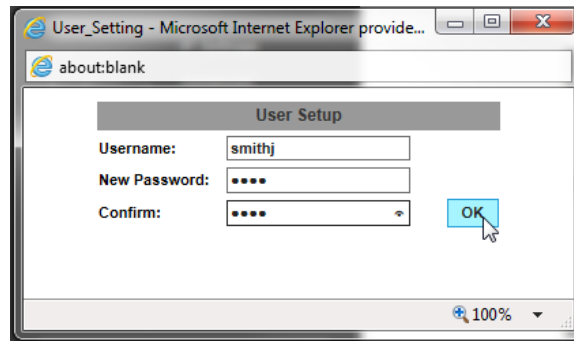 User_Setting - Microsoft Internet Explorer provide...
about:blank
User Setup
Username: smithj
New Password: ••••
Confirm: ••••
OK
100%